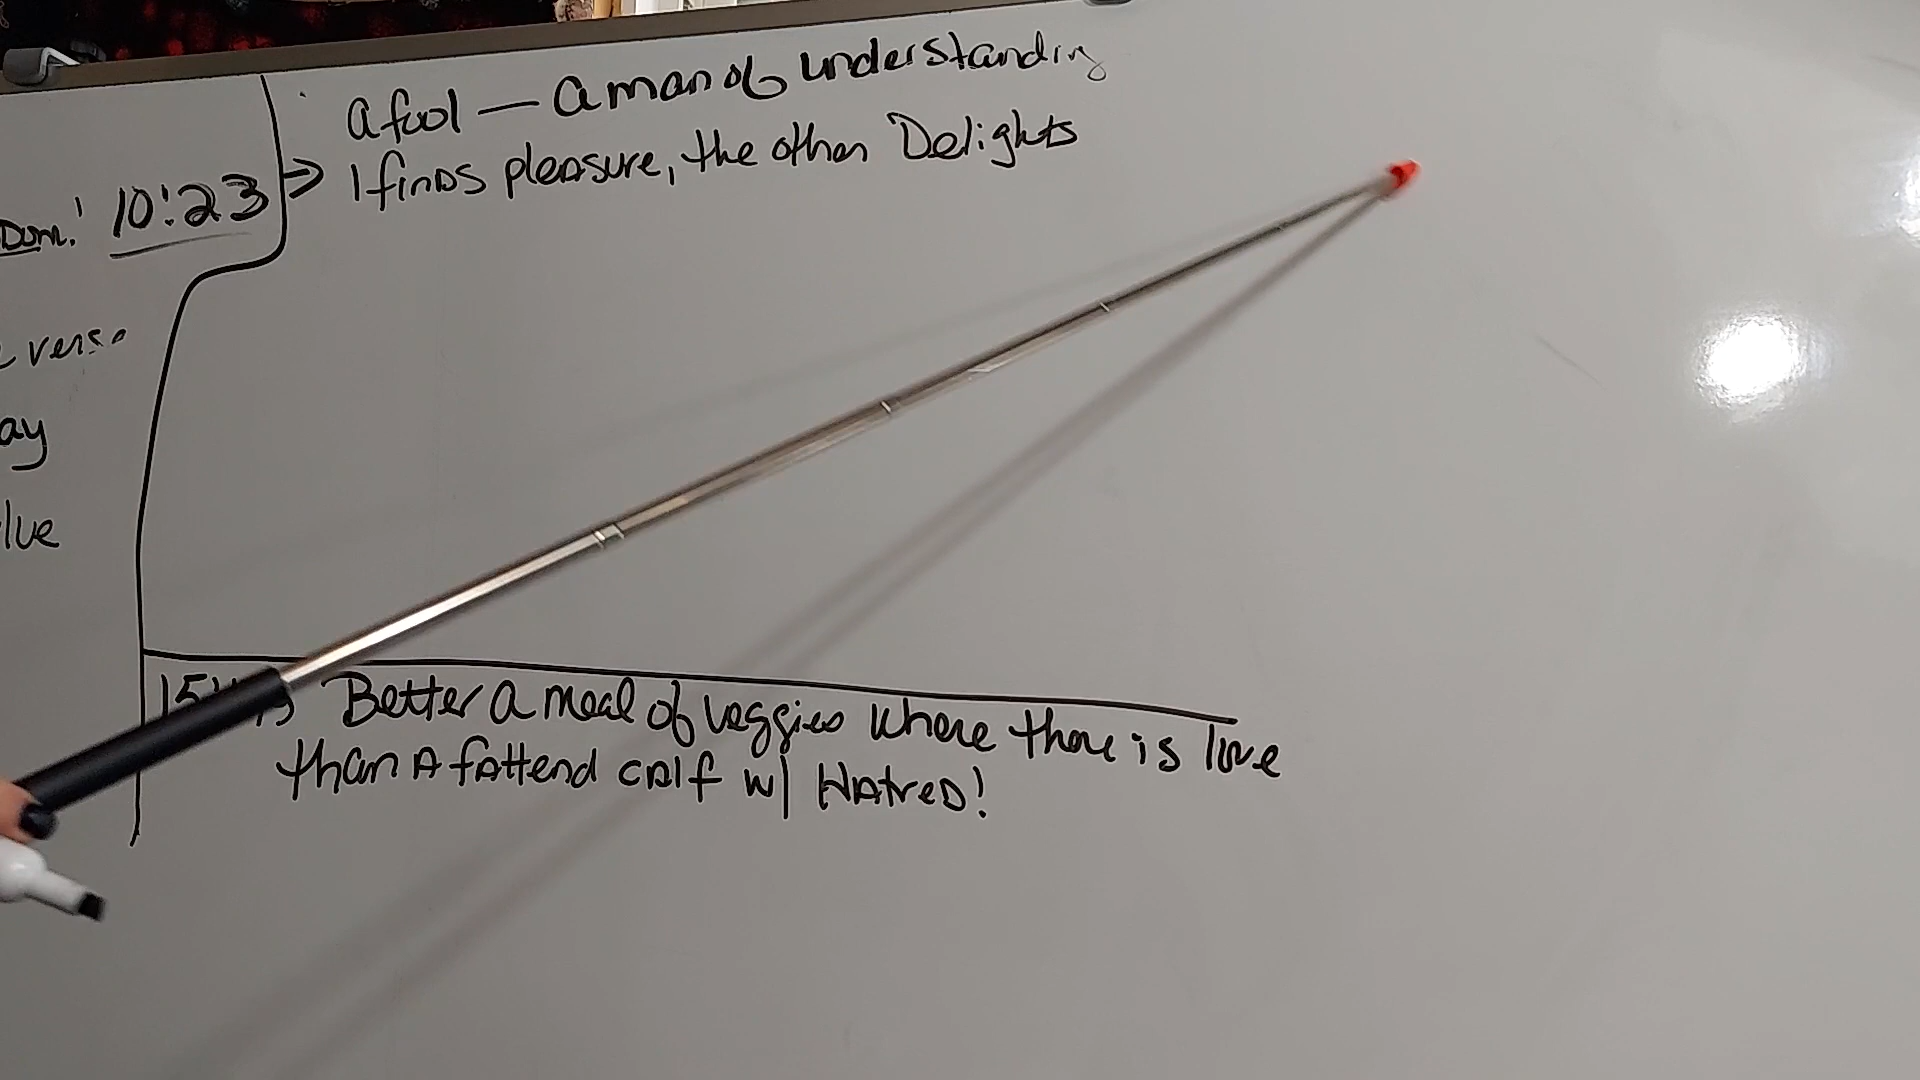 a fool — a man of understanding
1 finds pleasure, the other Delights
Dom.' 10:23 →
verse
ay
lue
Better a meal of veggies where there is love
than A fattend calf w/ Hatred!